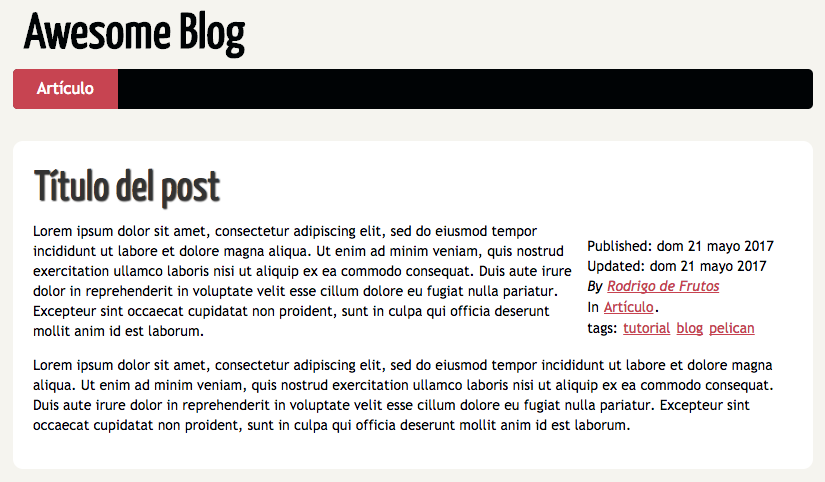 Awesome Blog
Artículo
Título del post
Lorem ipsum dolor sit amet, consectetur adipiscing elit, sed do eiusmod tempor
incididunt ut labore et dolore magna aliqua. Ut enim ad minim veniam, quis nostrud
exercitation ullamco laboris nisi ut aliquip ex ea commodo consequat. Duis aute irure
dolor in reprehenderit in voluptate velit esse cillum dolore eu fugiat nulla pariatur.
Excepteur sint occaecat cupidatat non proident, sunt in culpa qui officia deserunt
mollit anim id est laborum.
Published: dom 21 mayo 2017
Updated: dom 21 mayo 2017
By Rodrigo de Frutos
In Artículo.
tags: tutorial blog pelican
Lorem ipsum dolor sit amet, consectetur adipiscing elit, sed do eiusmod tempor incididunt ut labore et dolore magna
aliqua. Ut enim ad minim veniam, quis nostrud exercitation ullamco laboris nisi ut aliquip ex ea commodo consequat.
Duis aute irure dolor in reprehenderit in voluptate velit esse cillum dolore eu fugiat nulla pariatur. Excepteur sint
occaecat cupidatat non proident, sunt in culpa qui officia deserunt mollit anim id est laborum.